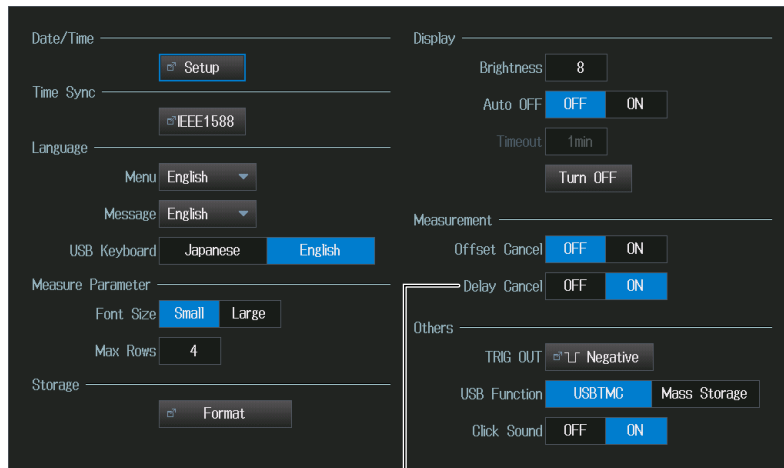 Date/Time
Setup
Time Sync
IEEE1588
Language
Menu English
Message English
USB Keyboard Japanese English
Measure Parameter
Font Size Small Large
Max Rows 4
Storage
Format
Display
Brightness 8
Auto OFF OFF ON
Timeout 1min
Turn OFF
Measurement
Offset Cancel OFF ON
Delay Cancel OFF ON
Others
TRIG OUT Negative
USB Function USBTMC Mass Storage
Click Sound OFF ON